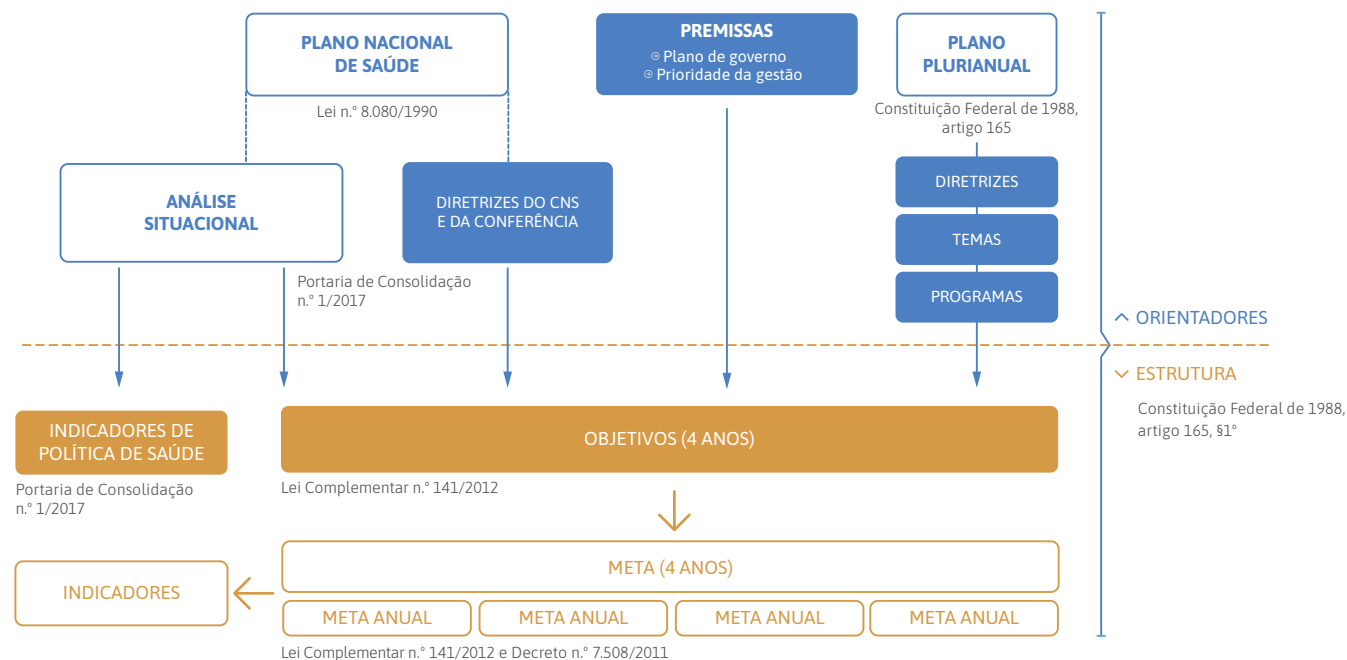 PLANO NACIONAL
DE SAÚDE
Lei n.° 8.080/1990
PREMISSAS
Plano de governo
Prioridade da gestão
PLANO
PLURIANUAL
Constituição Federal de 1988,
artigo 165
ANÁLISE
SITUACIONAL
DIRETRIZES DO CNS
E DA CONFERÊNCIA
DIRETRIZES
TEMAS
PROGRAMAS
Portaria de Consolidação
n.° 1/2017
ORIENTADORES
ESTRUTURA
Constituição Federal de 1988,
artigo 165, §1°
INDICADORES DE
POLÍTICA DE SAÚDE
Portaria de Consolidação
n.° 1/2017
OBJETIVOS (4 ANOS)
Lei Complementar n.° 141/2012
META (4 ANOS)
INDICADORES
META ANUAL
META ANUAL
META ANUAL
META ANUAL
Lei Complementar n.° 141/2012 e Decreto n.° 7.508/2011